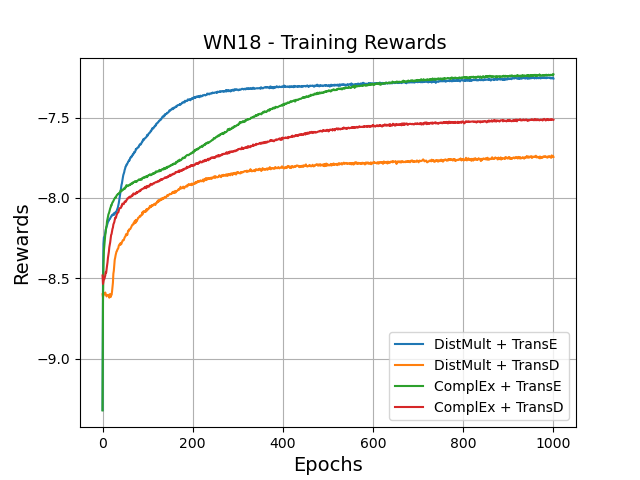 WN18 - Training Rewards
Rewards
−7.5
−8.0
−8.5
−9.0
DistMult + TransE
DistMult + TransD
ComplEx + TransE
ComplEx + TransD
0
200
400
600
800
1000
Epochs